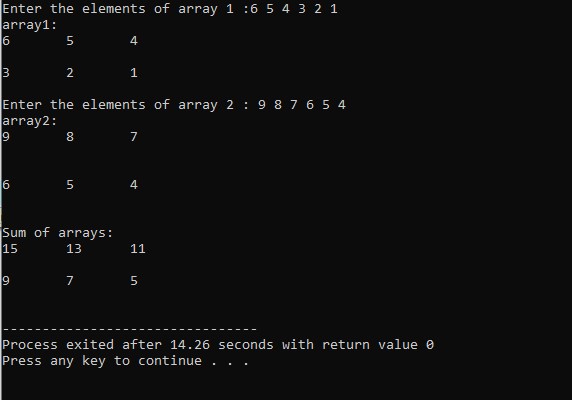 Enter the elements of array 1 :6 5 4 3 2 1
array1:
6 5 4
3 2 1
Enter the elements of array 2 : 9 8 7 6 5 4
array2:
9 8 7
6 5 4
Sum of arrays:
15 13 11
9 7 5
--------------------------------
Process exited after 14.26 seconds with return value 0
Press any key to continue . . .